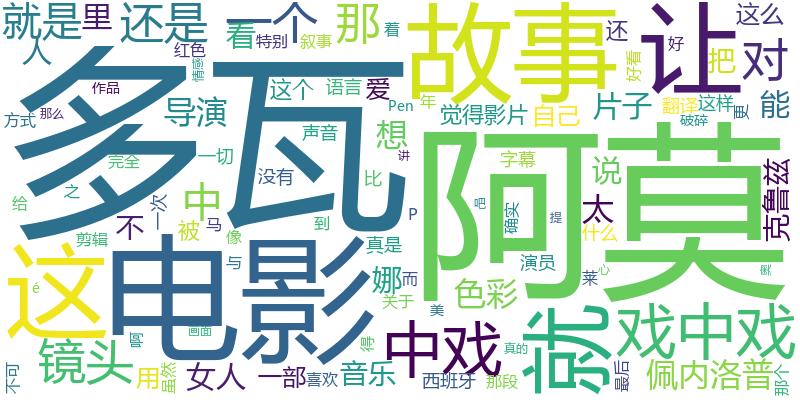 就是 里 还是 一个 看 那 故事 让 还 这么
人 红色 特别 叙事 着 好看 好 把 对
多瓦 阿莫
作品 情感 导演 这个 语言 爱 Pen 年 觉得影片 自己 片子 翻译 这样 更 能
方式 那么 声音 想 破碎
完全 一切 没有 比 讲 字幕 说
给 之 中 一次 到 P 吧 确实 提 太 克鲁兹
不 被 马 像 真是 什么
剪辑 与 娜 而 演员 莱 心 奥
这 电影 关于 色彩
é 啊 画面 得 美 中戏 就 戏中戏
镜头 真的
不可 用 虽然 女人 一部 喜欢 音乐 西班牙 那段 最后 佩内洛普 那个